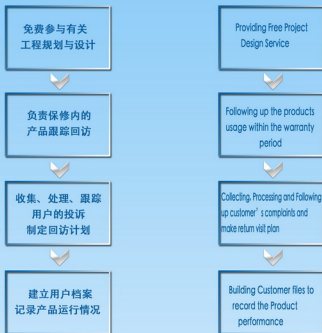 免费参与有关
工程规划与设计
负责保修内的
产品跟踪回访
收集、处理、跟踪
用户的投诉
制定回访计划
建立用户档案
记录产品运行情况
Providing Free Project
Design Service
Following up the products
usage within the warranty
period
Collecting, Processing and Following
up customer’s complaints and
make return visit plan
Building Customer files to
record the Product
performance